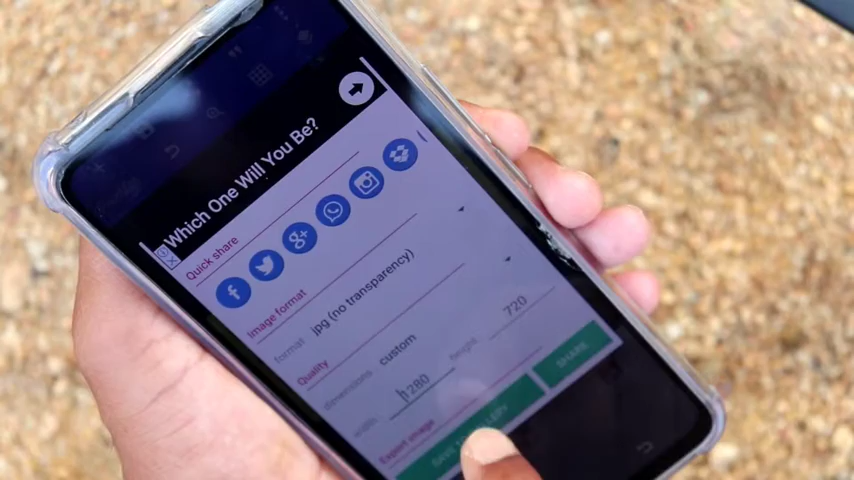 Which One Will You Be?
Quick share
Image format
format jpg (no transparency)
Quality
dimensions custom
width 1280 height 720
Export image
SHARE